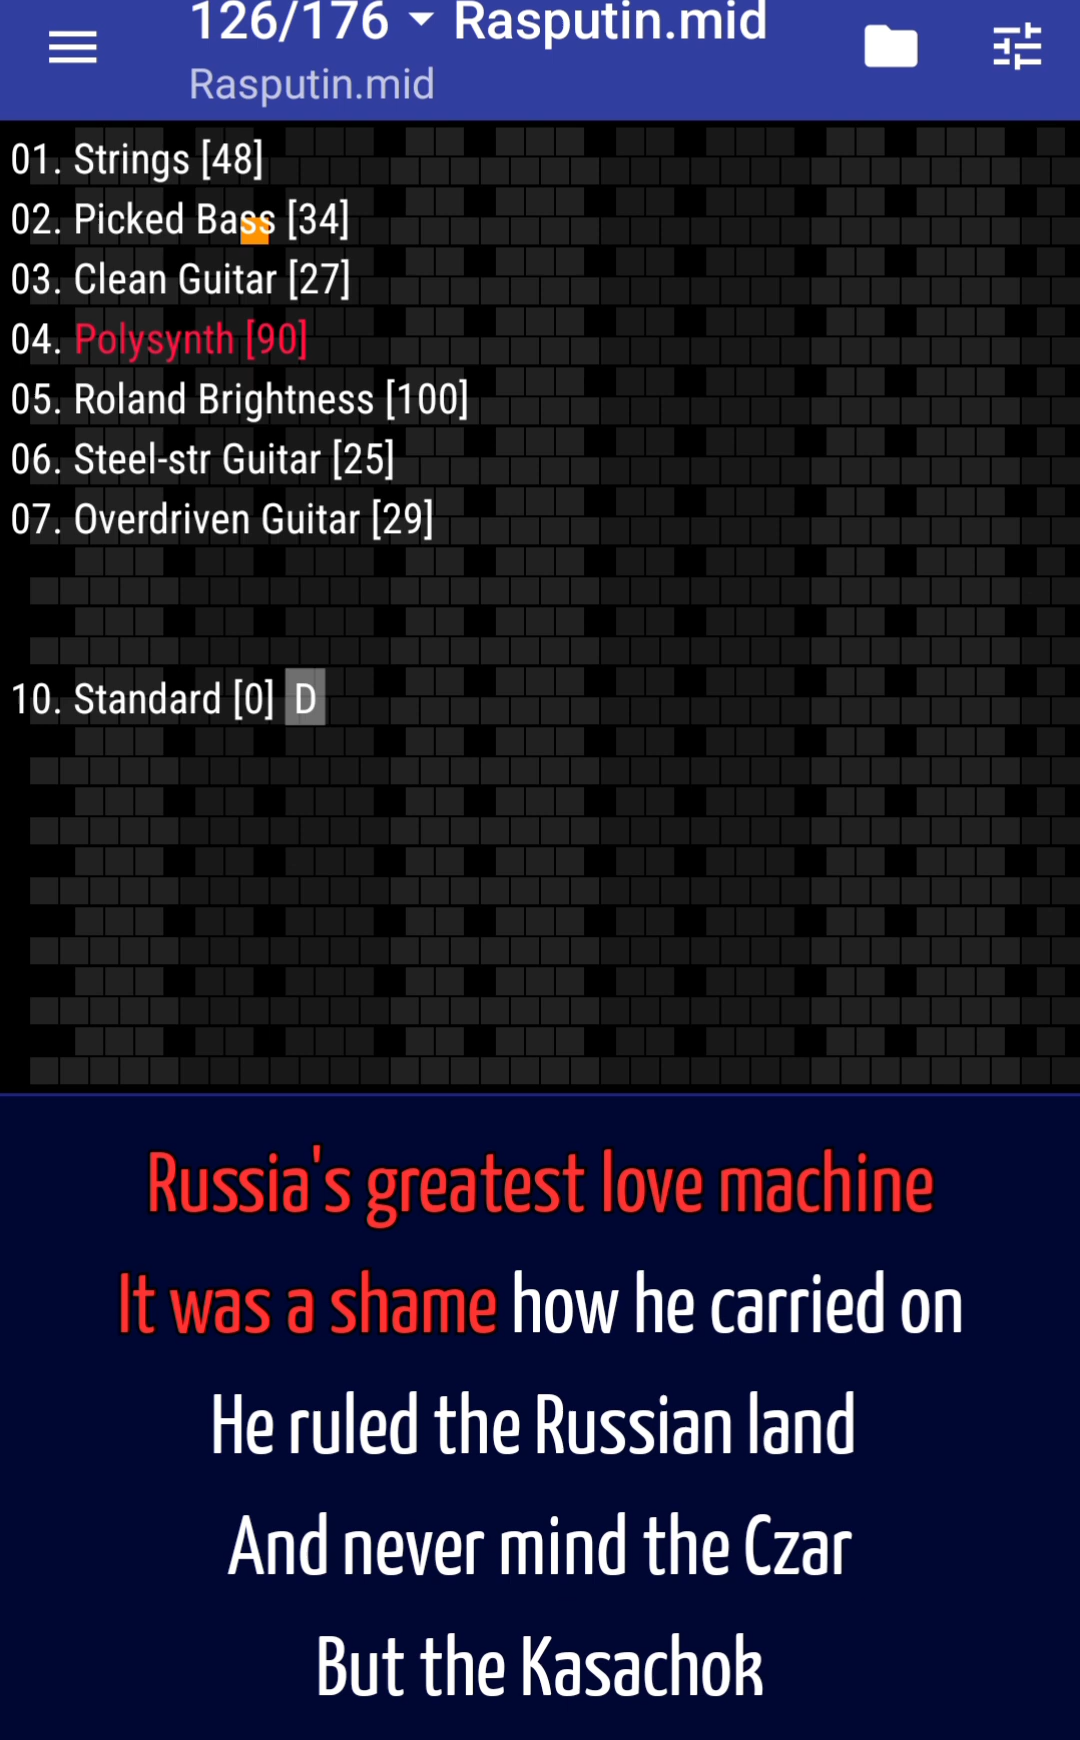 126/176 Rasputin.mid
Rasputin.mid
01. Strings [48]
02. Picked Bass [34]
03. Clean Guitar [27]
04. Polysynth [90]
05. Roland Brightness [100]
06. Steel-str Guitar [25]
07. Overdriven Guitar [29]
10. Standard [0] D
Russia's greatest love machine
It was a shame how he carried on
He ruled the Russian land
And never mind the Czar
But the Kasachok